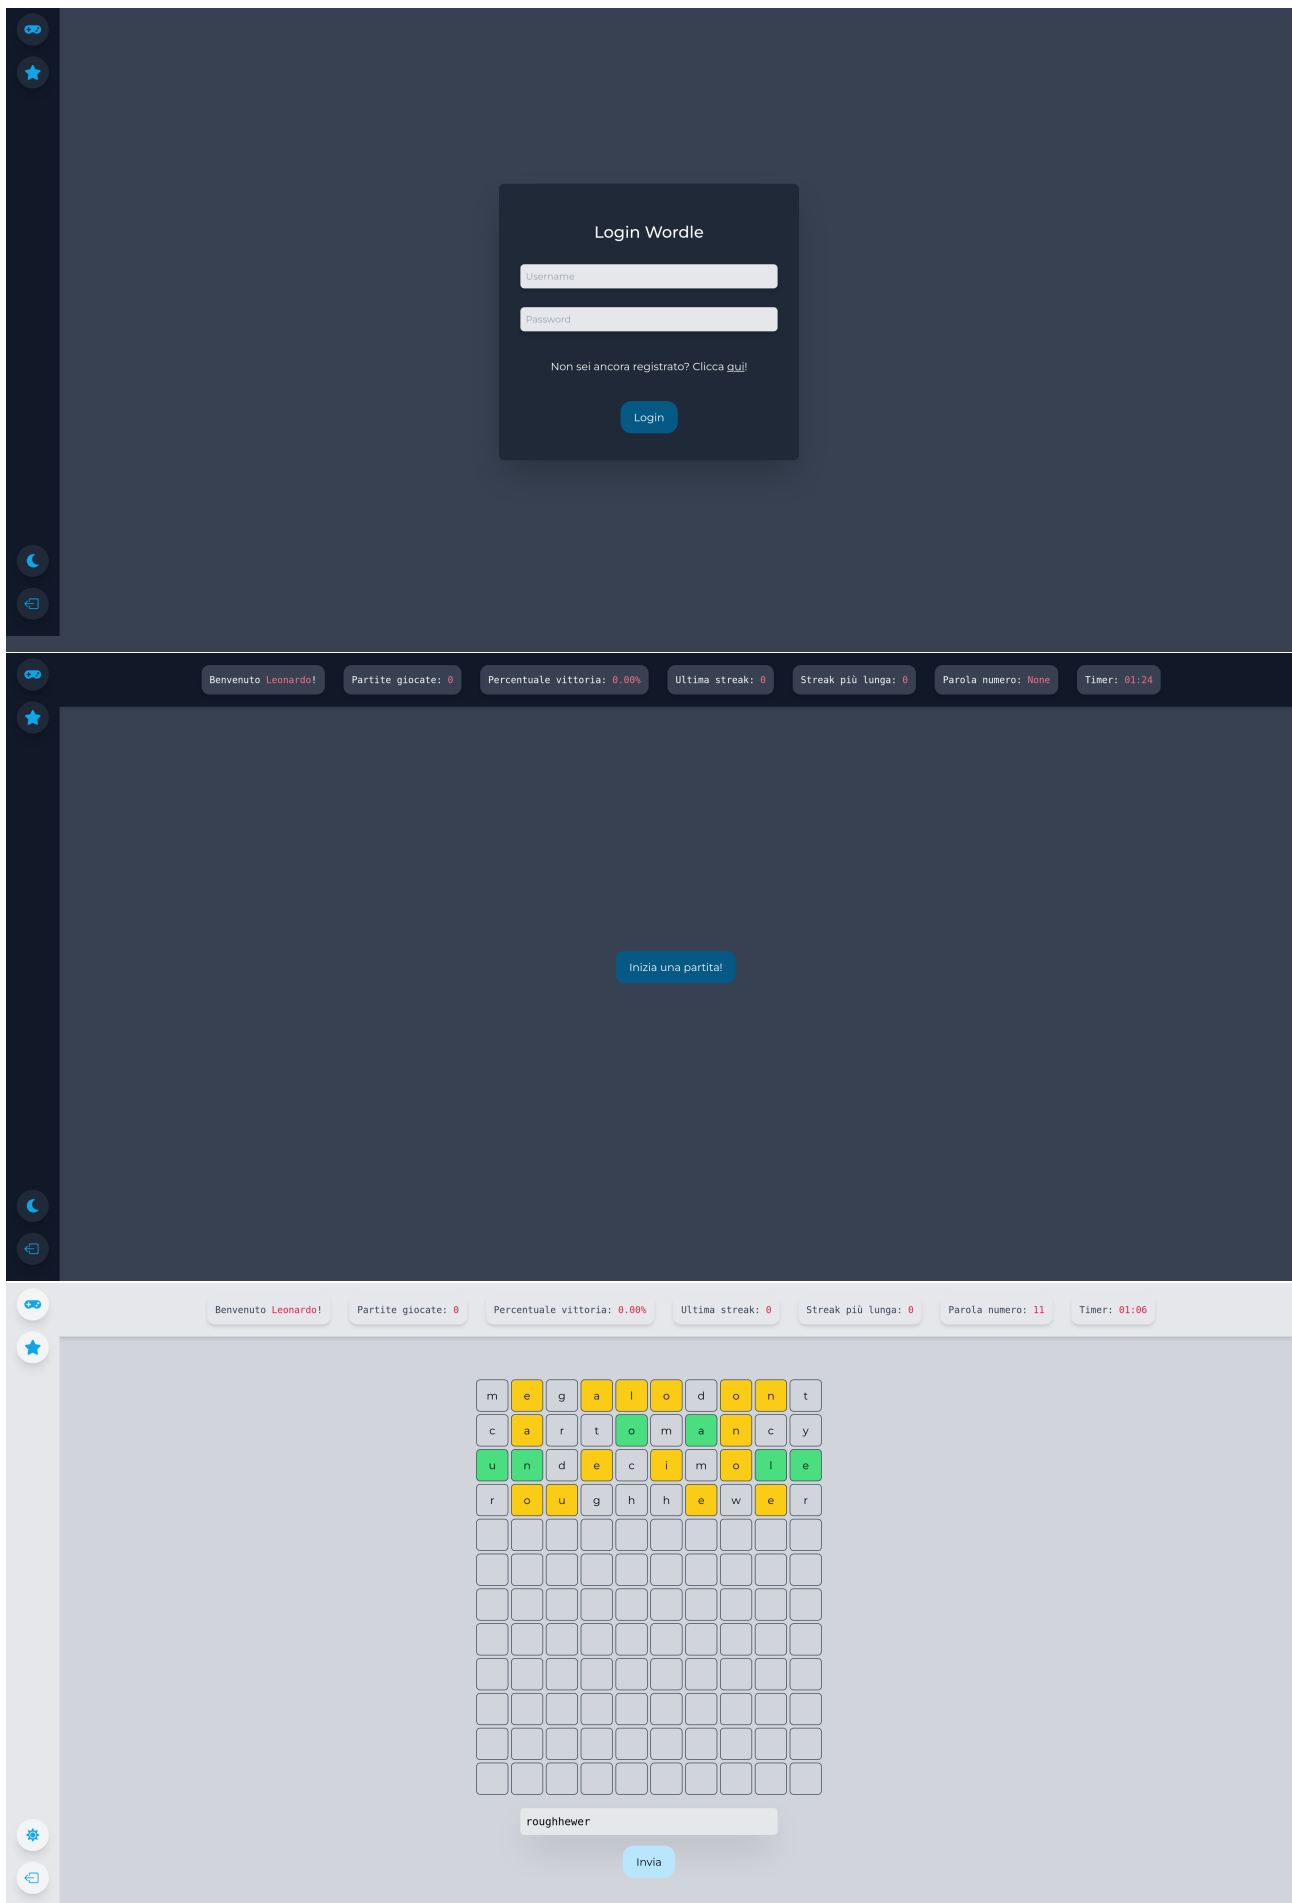 Login Wordle
Username
Password
Non sei ancora registrato? Clicca qui!
Login
Benvenuto Leonardo! Partite giocate: 0 Percentuale vittoria: 0.00% Ultima streak: 0 Streak più lunga: 0 Parola numero: None Timer: 01:24
Inizia una partita!
Benvenuto Leonardo! Partite giocate: 0 Percentuale vittoria: 0.00% Ultima streak: 0 Streak più lunga: 0 Parola numero: 11 Timer: 01:06
m e g a l o d o n t
c a r t o m a n c y
u n d e c i m o l e
r o u g h h e w e r
roughhewer
Invia